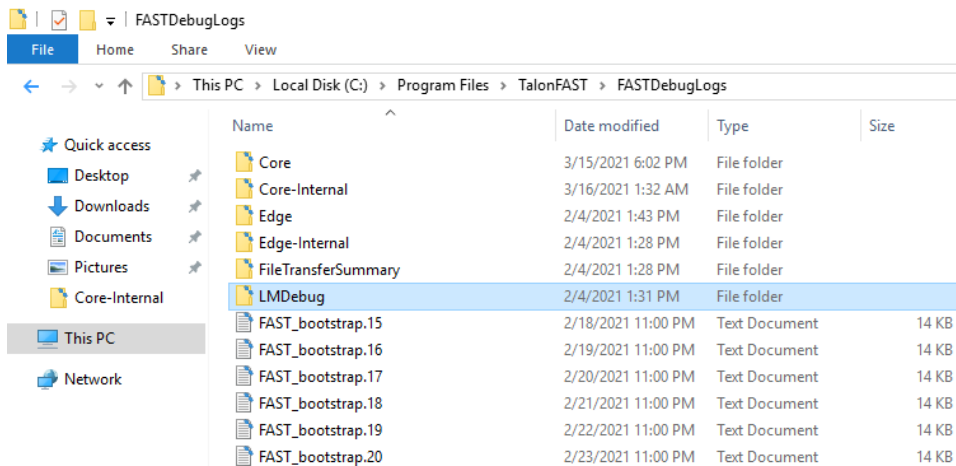 FASTDebugLogs
File Home Share View
This PC > Local Disk (C:) > Program Files > TalonFAST > FASTDebugLogs
Name Date modified Type Size
Quick access
Desktop
Downloads
Documents
Pictures
Core-Internal
This PC
Network
Core 3/15/2021 6:02 PM File folder
Core-Internal 3/16/2021 1:32 AM File folder
Edge 2/4/2021 1:43 PM File folder
Edge-Internal 2/4/2021 1:28 PM File folder
FileTransferSummary 2/4/2021 1:28 PM File folder
LMDebug 2/4/2021 1:31 PM File folder
FAST_bootstrap.15 2/18/2021 11:00 PM Text Document 14 KB
FAST_bootstrap.16 2/19/2021 11:00 PM Text Document 14 KB
FAST_bootstrap.17 2/20/2021 11:00 PM Text Document 14 KB
FAST_bootstrap.18 2/21/2021 11:00 PM Text Document 14 KB
FAST_bootstrap.19 2/22/2021 11:00 PM Text Document 14 KB
FAST_bootstrap.20 2/23/2021 11:00 PM Text Document 14 KB